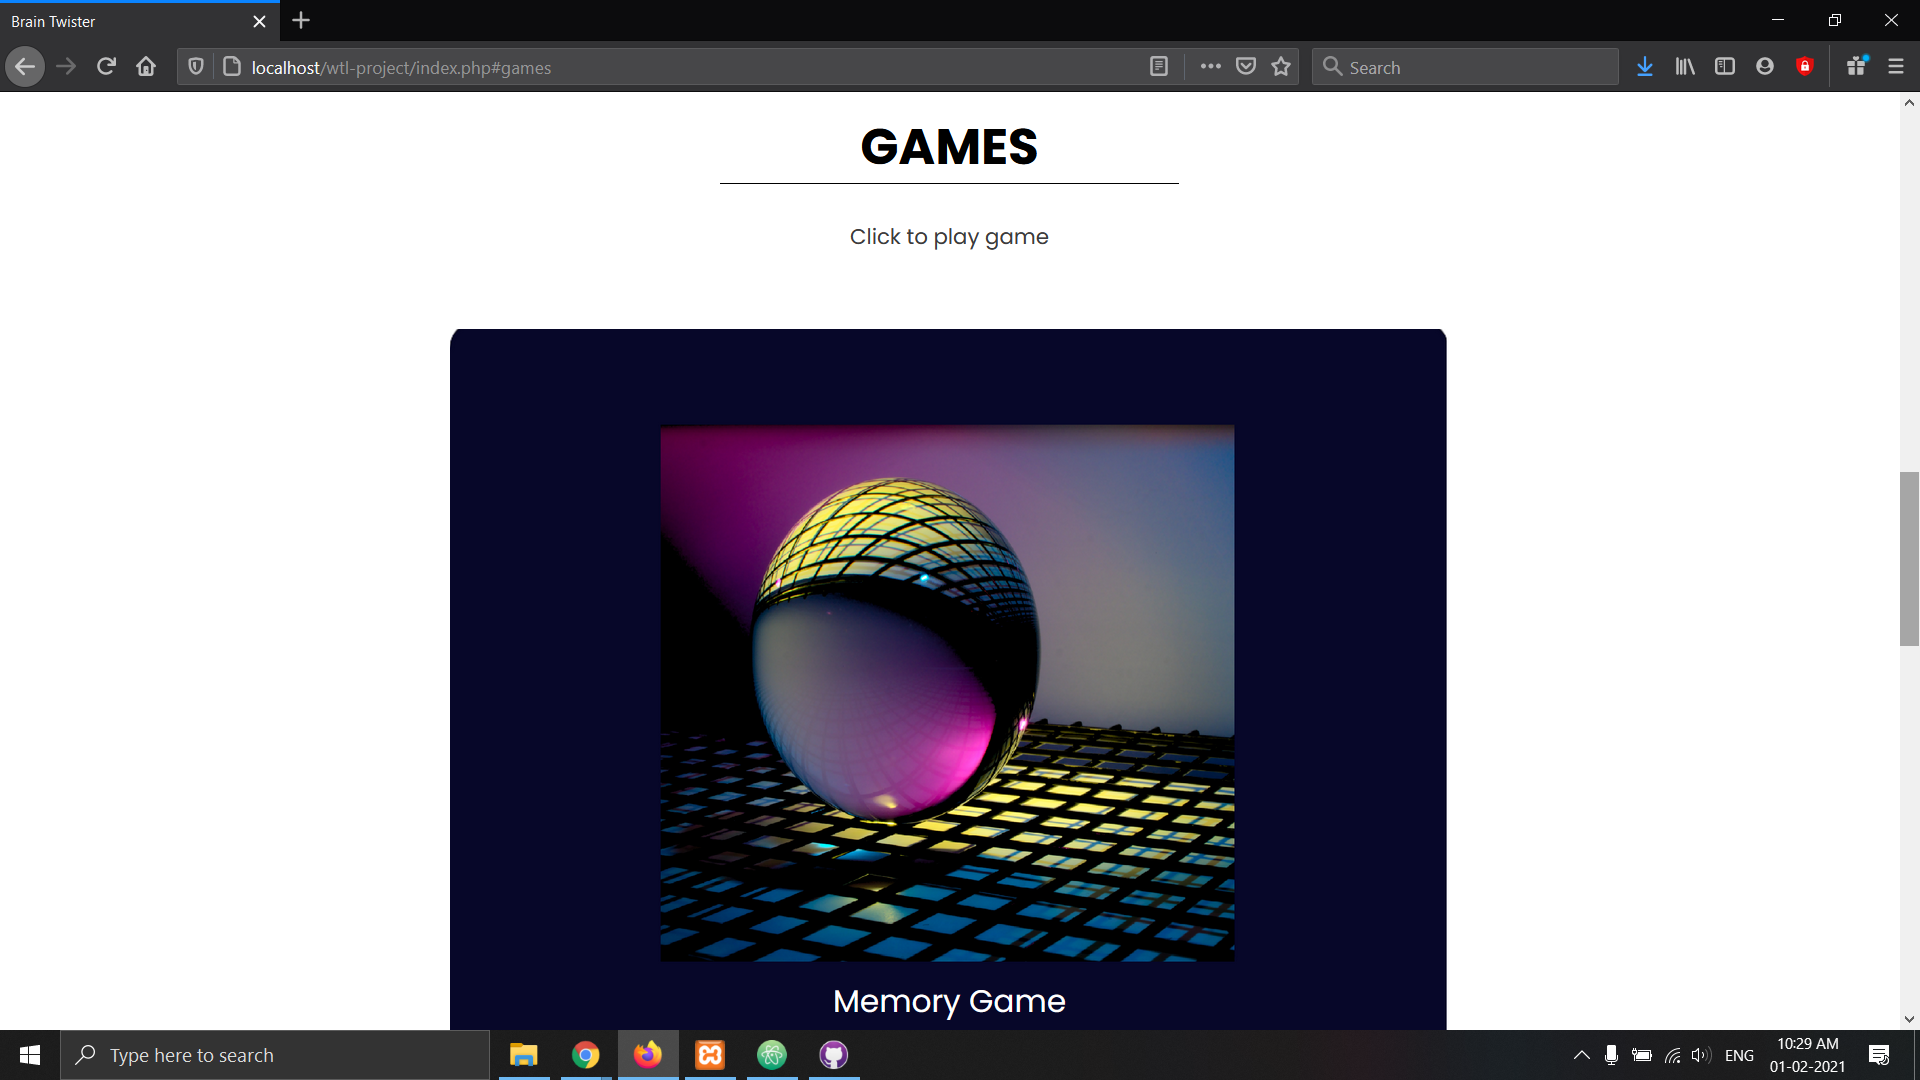 Brain Twister
localhost/wtl-project/index.php#games
Search
GAMES
Click to play game
Memory Game
Type here to search
ENG
10:29 AM
01-02-2021